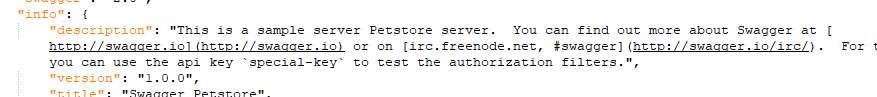 "info": {
"description": "This is a sample server Petstore server.  You can find out more about Swagger at [
http://swagger.io](http://swagger.io) or on [irc.freenode.net, #swagger](http://swagger.io/irc/).  For
you can use the api key `special-key` to test the authorization filters.",
"version": "1.0.0",
"title": "Swagger Petstore",